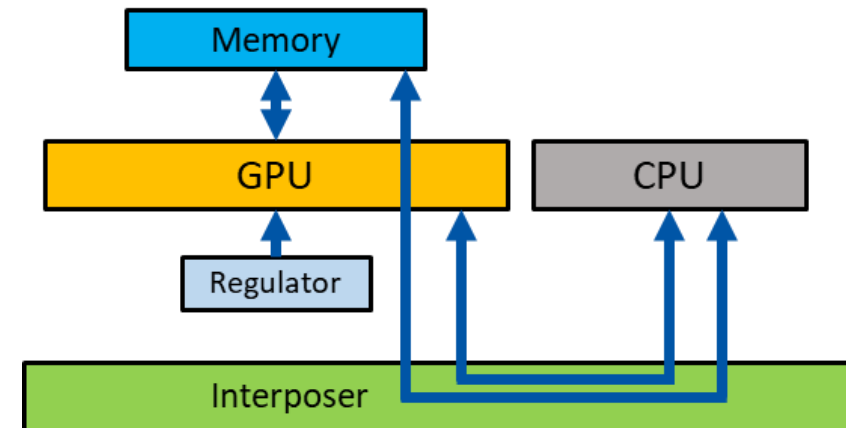 Memory
GPU
CPU
Regulator
Interposer